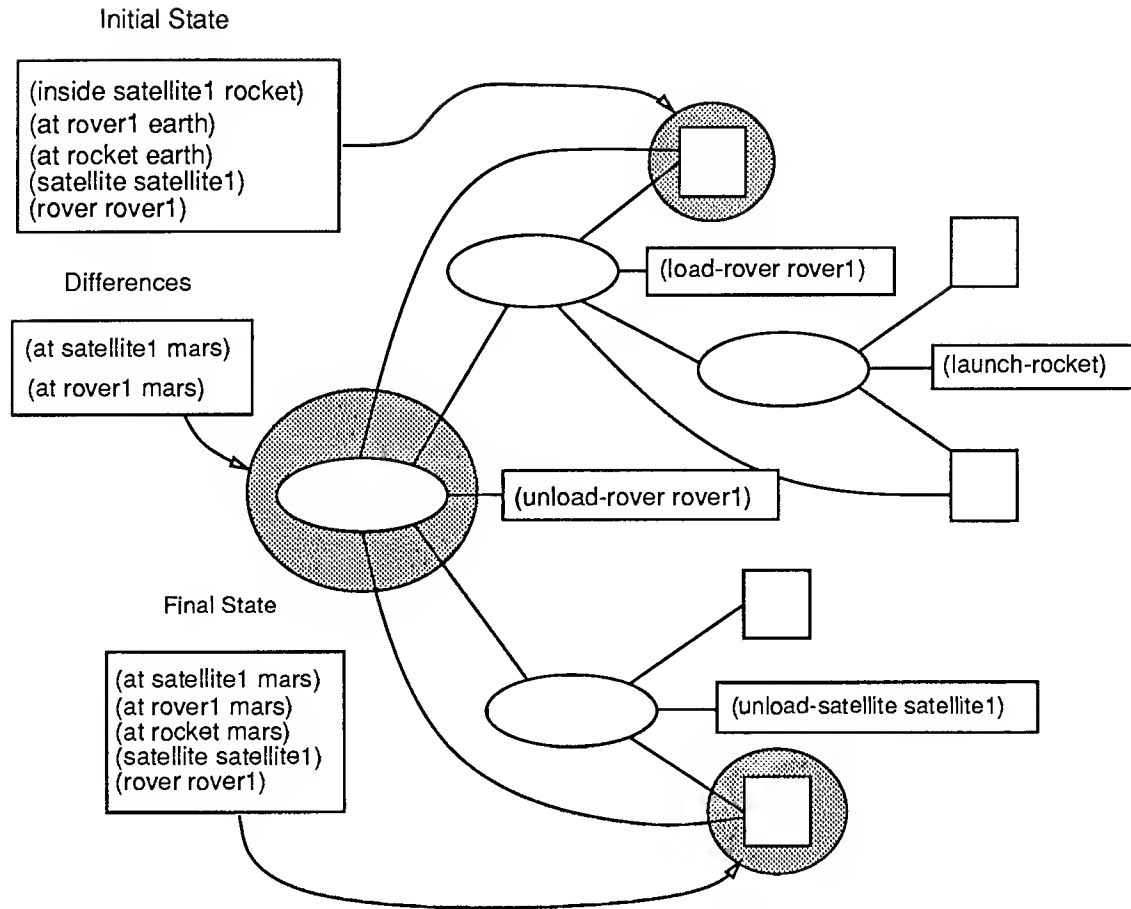 Initial State
(inside satellite1 rocket)
(at rover1 earth)
(at rocket earth)
(satellite satellite1)
(rover rover1)
(load-rover rover1)
Differences
(at satellite1 mars)
(at rover1 mars)
(launch-rocket)
(unload-rover rover1)
Final State
(at satellite1 mars)
(at rover1 mars)
(at rocket mars)
(satellite satellite1)
(rover rover1)
(unload-satellite satellite1)